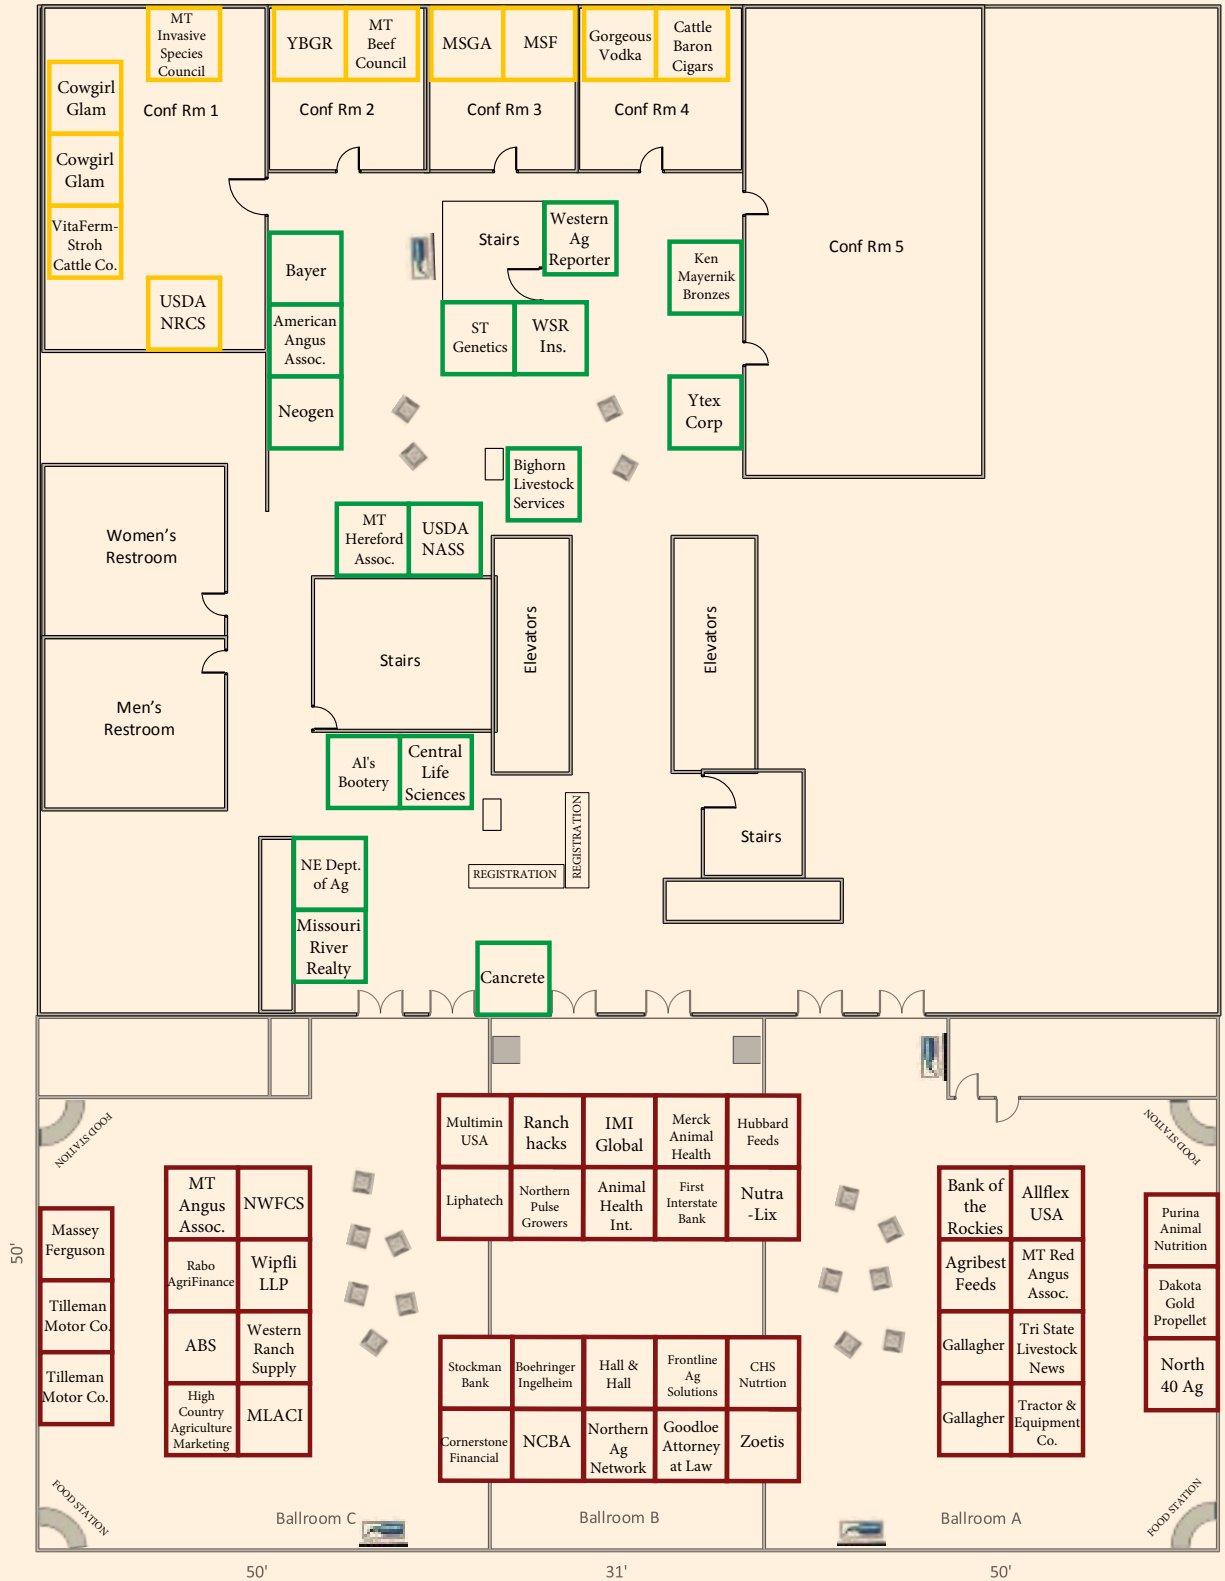 MT
Invasive
Species
Council
YBGR
MT
Beef
Council
MSGA
MSF
Gorgeous
Vodka
Cattle
Baron
Cigars
Cowgirl
Glam
Conf Rm 1
Conf Rm 2
Conf Rm 3
Conf Rm 4
Cowgirl
Glam
VitaFerm-
Stroh
Cattle Co.
USDA
NRCS
Bayer
American
Angus
Assoc.
Neogen
Stairs
Western
Ag
Reporter
ST
Genetics
WSR
Ins.
Ken
Mayernik
Bronzes
Ytex
Corp
Conf Rm 5
Bighorn
Livestock
Services
MT
Hereford
Assoc.
USDA
NASS
Women's
Restroom
Men's
Restroom
Stairs
Elevators
Elevators
Al's
Bootery
Central
Life
Sciences
Stairs
REGISTRATION
REGISTRATION
NE Dept.
of Ag
Missouri
River
Realty
Cancrete
FOOD STATION
FOOD STATION
Multimin
USA
Ranch
hacks
IMI
Global
Merck
Animal
Health
Hubbard
Feeds
Liphatech
Northern
Pulse
Growers
Animal
Health
Int.
First
Interstate
Bank
Nutra
-Lix
MT
Angus
Assoc.
NWFCS
Massey
Ferguson
Rabo
AgriFinance
Wipfli
LLP
Tilleman
Motor Co.
ABS
Western
Ranch
Supply
Tilleman
Motor Co.
High
Country
Agriculture
Marketing
MLACI
Bank of
the
Rockies
Allflex
USA
Purina
Animal
Nutrition
Agribest
Feeds
MT Red
Angus
Assoc.
Dakota
Gold
Propellet
Gallagher
Tri State
Livestock
News
North
40 Ag
Gallagher
Tractor &
Equipment
Co.
Stockman
Bank
Boehringer
Ingelheim
Hall &
Hall
Frontline
Ag
Solutions
CHS
Nutrtion
Cornerstone
Financial
NCBA
Northern
Ag
Network
Goodloe
Attorney
at Law
Zoetis
50'
FOOD STATION
FOOD STATION
Ballroom C
Ballroom B
Ballroom A
50'
31'
50'